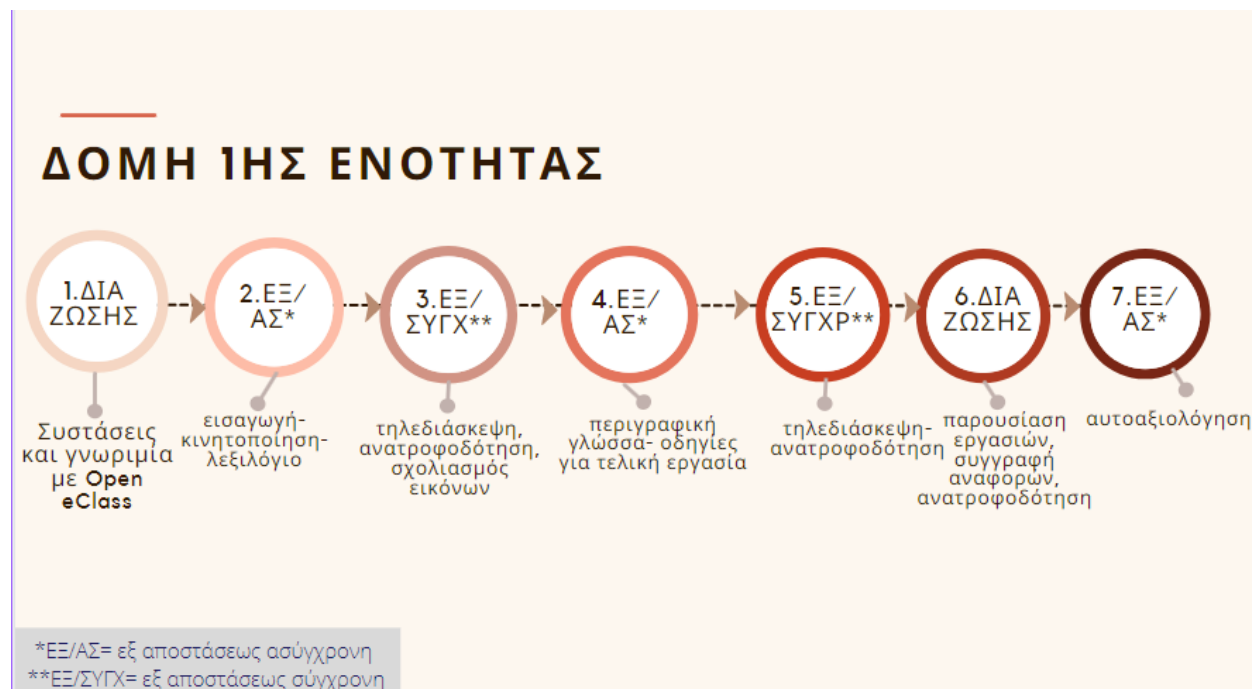 ΔΟΜΗ 1ΗΣ ΕΝΟΤΗΤΑΣ
1.ΔΙΑ
ΖΩΣΗΣ
2.ΕΞ/
ΑΣ*
3.ΕΞ/
ΣΥΓΧ**
4.ΕΞ/
ΑΣ*
5.ΕΞ/
ΣΥΓΧΡ**
6.ΔΙΑ
ΖΩΣΗΣ
7.ΕΞ/
ΑΣ*
Συστάσεις
και γνωριμία
με Open
eClass
εισαγωγή-
κινητοποίηση-
λεξιλόγιο
τηλεδιάσκεψη,
ανατροφοδότηση,
σχολιασμός
εικόνων
περιγραφική
γλώσσα- οδηγίες
για τελική εργασία
τηλεδιάσκεψη-
ανατροφοδότηση
παρουσίαση
εργασιών,
συγγραφή
αναφορών,
ανατροφοδότηση
αυτοαξιολόγηση
*ΕΞ/ΑΣ= εξ αποστάσεως ασύγχρονη
**ΕΞ/ΣΥΓΧ= εξ αποστάσεως σύγχρονη